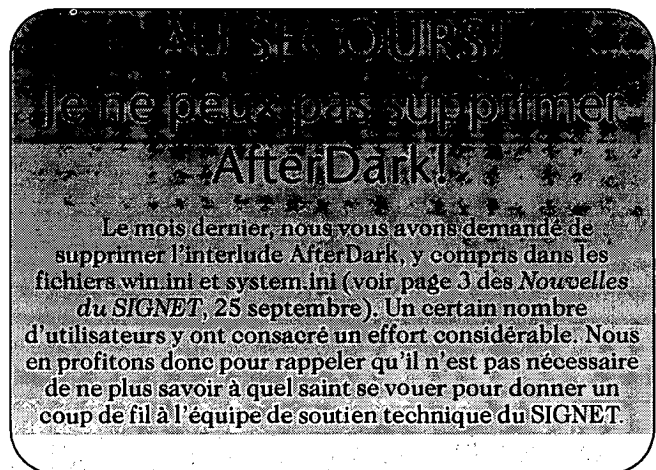 AU SECOURS!
Je ne peux pas supprimer
AfterDark!
Le mois dernier, nous vous avons demandé de
supprimer l'interlude AfterDark, y compris dans les
fichiers win.ini et system.ini (voir page 3 des Nouvelles
du SIGNET, 25 septembre). Un certain nombre
d'utilisateurs y ont consacré un effort considérable. Nous
en profitons donc pour rappeler qu'il n'est pas nécessaire
de ne plus savoir à quel saint se vouer pour donner un
coup de fil à l'équipe de soutien technique du SIGNET.